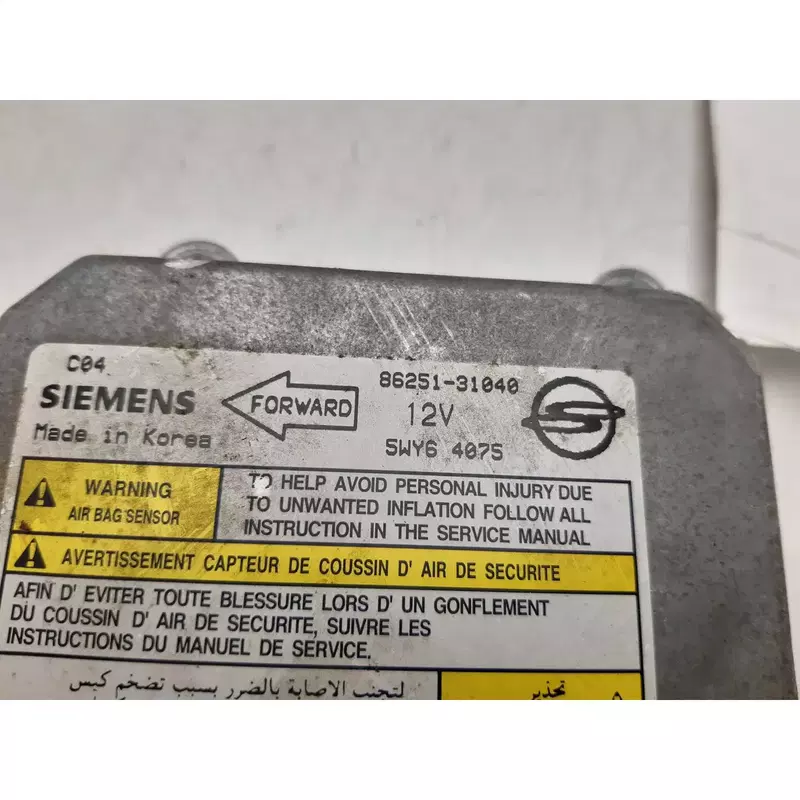 C04
SIEMENS
FORWARD
86251-31040
12V
Made in Korea
5WY6 4075
WARNING
AIR BAG SENSOR
TO HELP AVOID PERSONAL INJURY DUE
TO UNWANTED INFLATION FOLLOW ALL
INSTRUCTION IN THE SERVICE MANUAL
AVERTISSEMENT CAPTEUR DE COUSSIN D' AIR DE SECURITE
AFIN D' EVITER TOUTE BLESSURE LORS D' UN GONFLEMENT
DU COUSSIN D' AIR DE SECURITE, SUIVRE LES
INSTRUCTIONS DU MANUEL DE SERVICE.
تحذير
لتجنب الاصابة بالضرر بسبب تضخم كبس